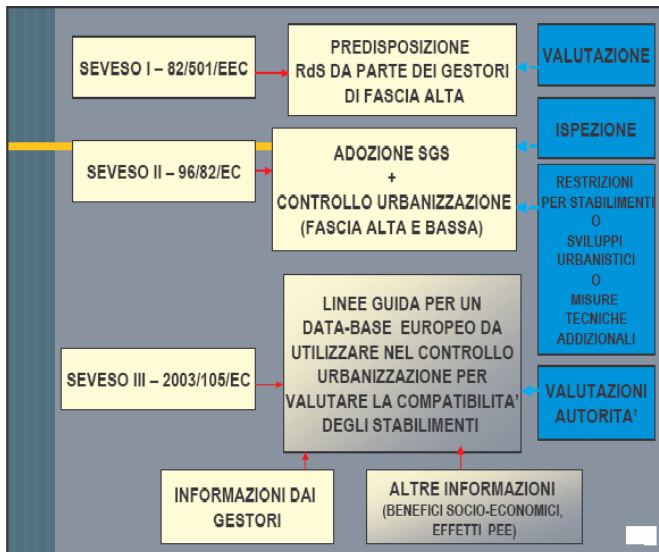 SEVESO I – 82/501/EEC
PREDISPOSIZIONE
RdS DA PARTE DEI GESTORI
DI FASCIA ALTA
VALUTAZIONE
SEVESO II – 96/82/EC
ADOZIONE SGS
+
CONTROLLO URBANIZZAZIONE
(FASCIA ALTA E BASSA)
ISPEZIONE
RESTRIZIONI
PER STABILIMENTI
O
SVILUPPI
URBANISTICI
O
MISURE
TECNICHE
ADDIZIONALI
SEVESO III – 2003/105/EC
LINEE GUIDA PER UN
DATA-BASE EUROPEO DA
UTILIZZARE NEL CONTROLLO
URBANIZZAZIONE PER
VALUTARE LA COMPATIBILITA'
DEGLI STABILIMENTI
VALUTAZIONI
AUTORITA'
INFORMAZIONI DAI
GESTORI
ALTRE INFORMAZIONI
(BENEFICI SOCIO-ECONOMICI,
EFFETTI PEE)